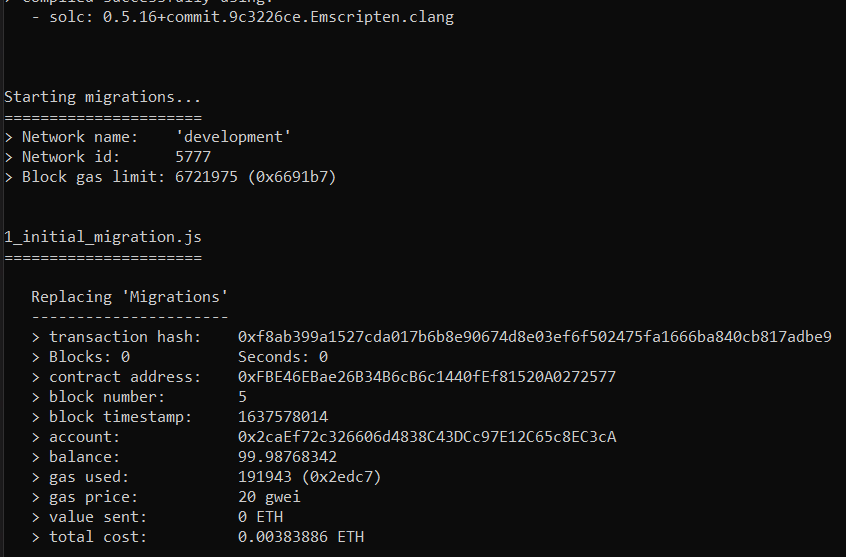 > compiled successfully using:
- solc: 0.5.16+commit.9c3226ce.Emscripten.clang
Starting migrations...
======================
> Network name:    'development'
> Network id:      5777
> Block gas limit: 6721975 (0x6691b7)
1_initial_migration.js
======================
Replacing 'Migrations'
----------------------
> transaction hash:    0xf8ab399a1527cda017b6b8e90674d8e03ef6f502475fa1666ba840cb817adbe9
> Blocks: 0            Seconds: 0
> contract address:    0xFBE46EBae26B34B6cB6c1440fEf81520A0272577
> block number:        5
> block timestamp:     1637578014
> account:             0x2caEf72c326606d4838C43DCc97E12C65c8EC3cA
> balance:             99.98768342
> gas used:            191943 (0x2edc7)
> gas price:           20 gwei
> value sent:          0 ETH
> total cost:          0.00383886 ETH